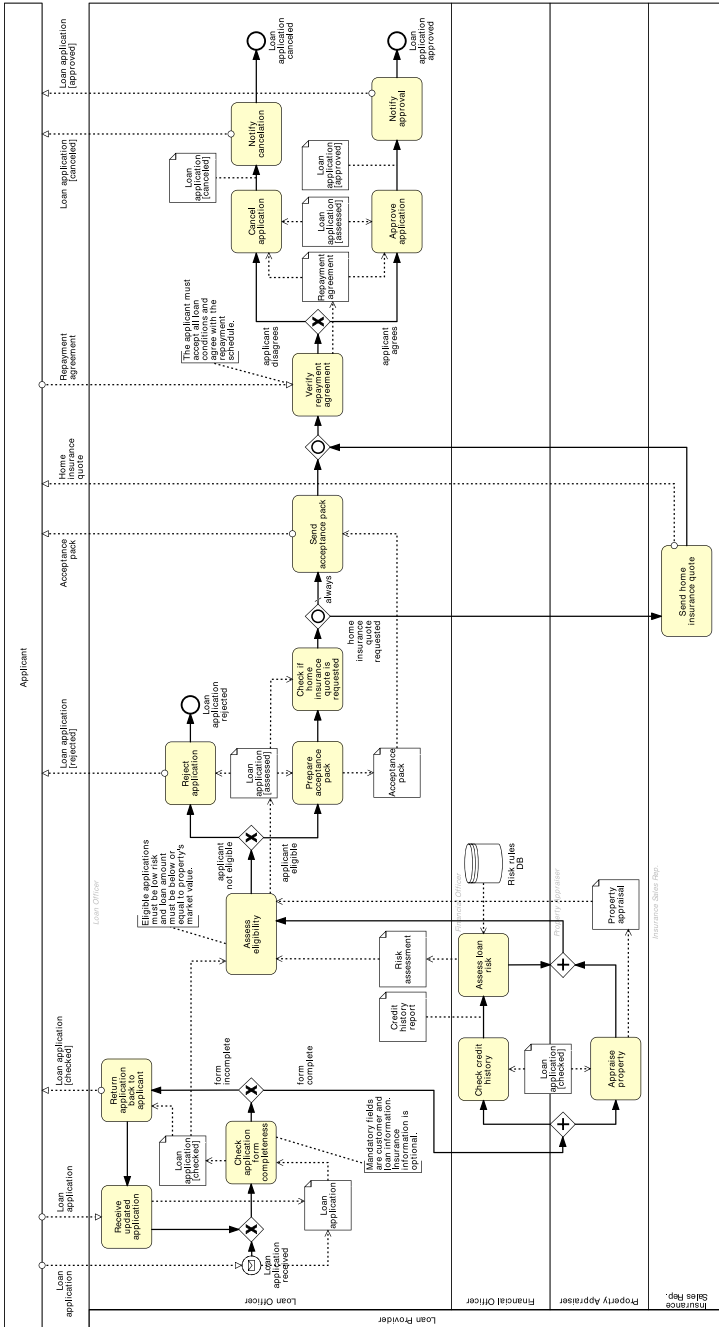 Applicant
Loan
application
Loan
application
Loan application
[checked]
Loan application
[rejected]
Acceptance
pack
Home
insurance
quote
Repayment
agreement
Loan application
[canceled]
Loan application
[approved]
Loan Provider
Loan Officer
Loan Officer
Loan
application
received
Receive
updated
application
Return
application
back to
applicant
Loan
application
[checked]
Loan
application
Check
application
form
completeness
Mandatory fields
are customer and
loan information.
Insurance
information is
optional.
form
incomplete
form
complete
Eligible applications
must be low risk
and loan amount
must be below or
equal to property's
market value.
Assess
eligibility
applicant
not eligible
applicant
eligible
Reject
application
Loan
application
rejected
Loan
application
[assessed]
Prepare
acceptance
pack
Acceptance
pack
Check if
home
insurance
quote is
requested
always
home
insurance
quote
requested
Send
acceptance pack
The applicant must
accept all loan
conditions and
agree with the
repayment
schedule.
Verify
repayment
agreement
applicant
disagrees
applicant
agrees
Repayment
agreement
Cancel
application
Loan
application
[assessed]
Approve
application
Loan
application
[canceled]
Loan
application
[approved]
Notify
cancelation
Notify
approval
Loan
application
canceled
Loan
application
approved
Financial Officer
Financial Officer
Check credit
history
Credit
history
report
Assess loan
risk
Risk
assessment
Risk rules
DB
Property Appraiser
Property Appraiser
Loan
application
[checked]
Appraise
property
Property
appraisal
Insurance
Sales Rep.
Insurance Sales Rep.
Send home
insurance quote